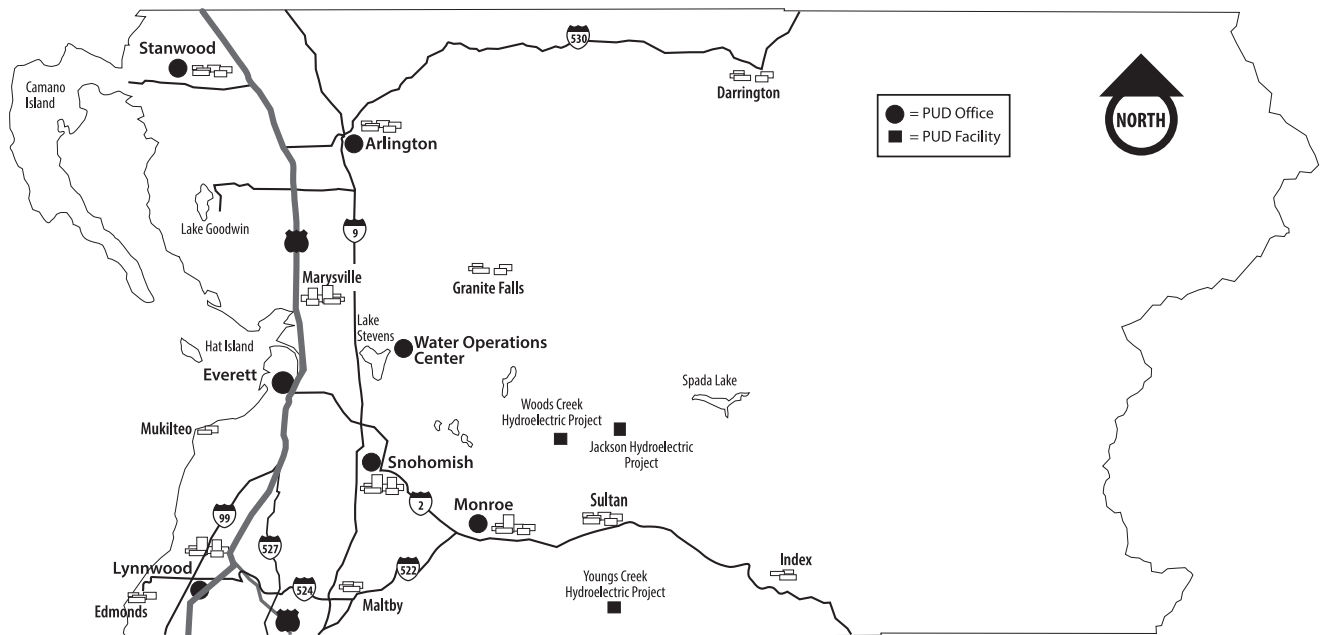 530
Stanwood
Camano
Island
Darrington
= PUD Office
= PUD Facility
NORTH
Arlington
Lake Goodwin
9
Marysville
Granite Falls
Lake
Stevens
Hat Island
Water Operations
Center
Everett
Spada Lake
Woods Creek
Hydroelectric Project
Mukilteo
Jackson Hydroelectric
Project
Snohomish
2
Monroe
Sultan
99
527
Lynnwood
522
Index
524
Youngs Creek
Hydroelectric Project
Edmonds
Maltby